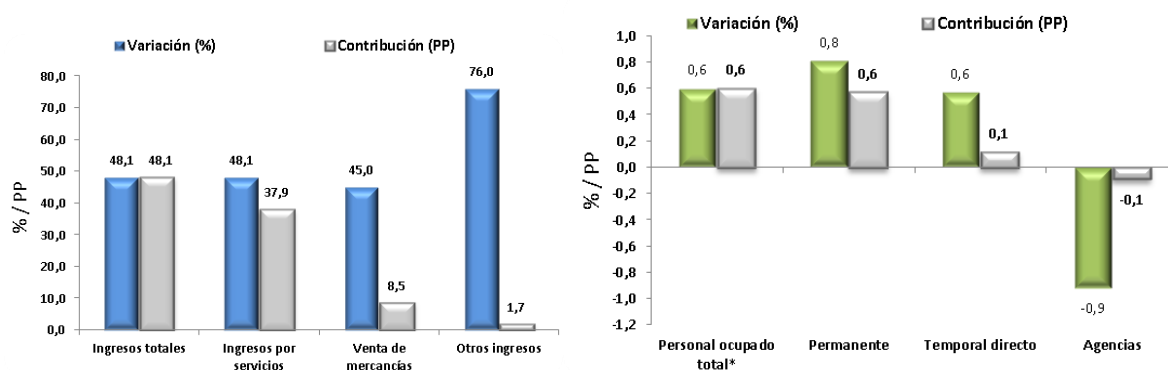 Variación (%)
Contribución (PP)
% / PP
80,0
70,0
60,0
50,0
40,0
30,0
20,0
10,0
0,0
48,1
48,1
48,1
37,9
45,0
8,5
76,0
1,7
Ingresos totales
Ingresos por
servicios
Venta de
mercancías
Otros ingresos
Variación (%)
Contribución (PP)
% / PP
1,0
0,8
0,6
0,4
0,2
0,0
-0,2
-0,4
-0,6
-0,8
-1,0
-1,2
0,6
0,6
0,8
0,6
0,6
0,1
-0,9
-0,1
Personal ocupado
total*
Permanente
Temporal directo
Agencias